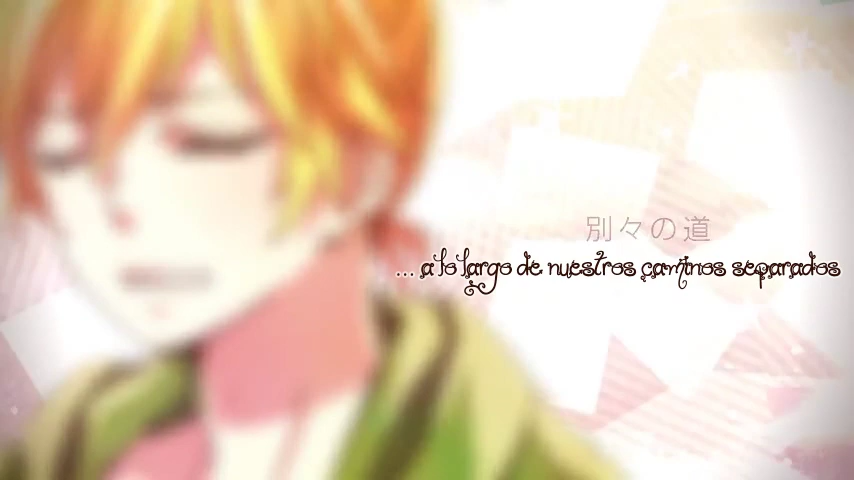 別々の道
... a lo largo de nuestros caminos separados